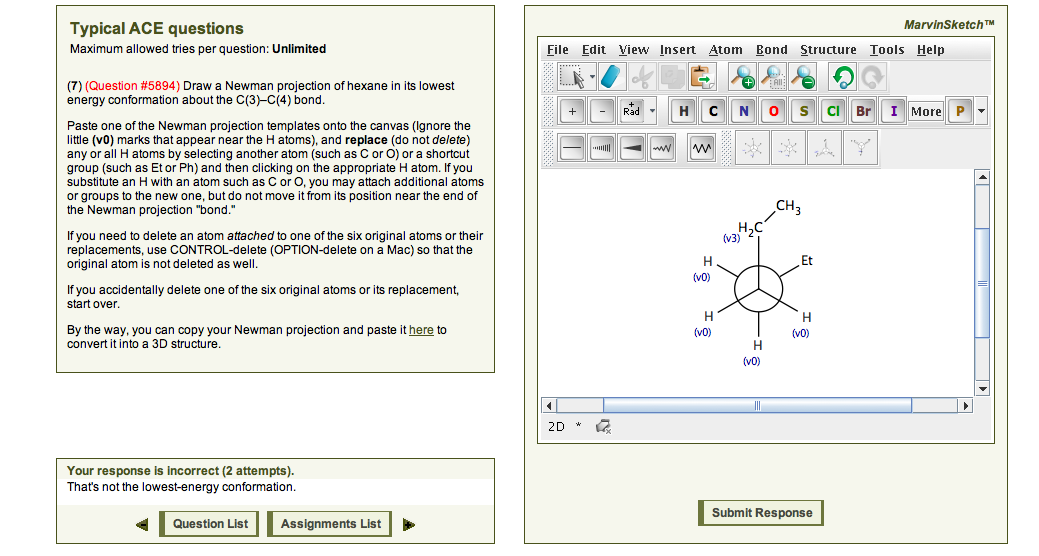 Typical ACE questions
Maximum allowed tries per question: Unlimited
(7) (Question #5894) Draw a Newman projection of hexane in its lowest
energy conformation about the C(3)–C(4) bond.
Paste one of the Newman projection templates onto the canvas (Ignore the
little (v0) marks that appear near the H atoms), and replace (do not delete)
any or all H atoms by selecting another atom (such as C or O) or a shortcut
group (such as Et or Ph) and then clicking on the appropriate H atom. If you
substitute an H with an atom such as C or O, you may attach additional atoms
or groups to the new one, but do not move it from its position near the end of
the Newman projection "bond."
If you need to delete an atom attached to one of the six original atoms or their
replacements, use CONTROL-delete (OPTION-delete on a Mac) so that the
original atom is not deleted as well.
If you accidentally delete one of the six original atoms or its replacement,
start over.
By the way, you can copy your Newman projection and paste it here to
convert it into a 3D structure.
Your response is incorrect (2 attempts).
That's not the lowest-energy conformation.
Question List
Assignments List
MarvinSketch™
File Edit View Insert Atom Bond Structure Tools Help
All
+ - Rad H C N O S Cl Br I More P
CH3
H2C
(v3)
H
(v0)
Et
H
(v0)
H
(v0)
H
(v0)
2D *
Submit Response